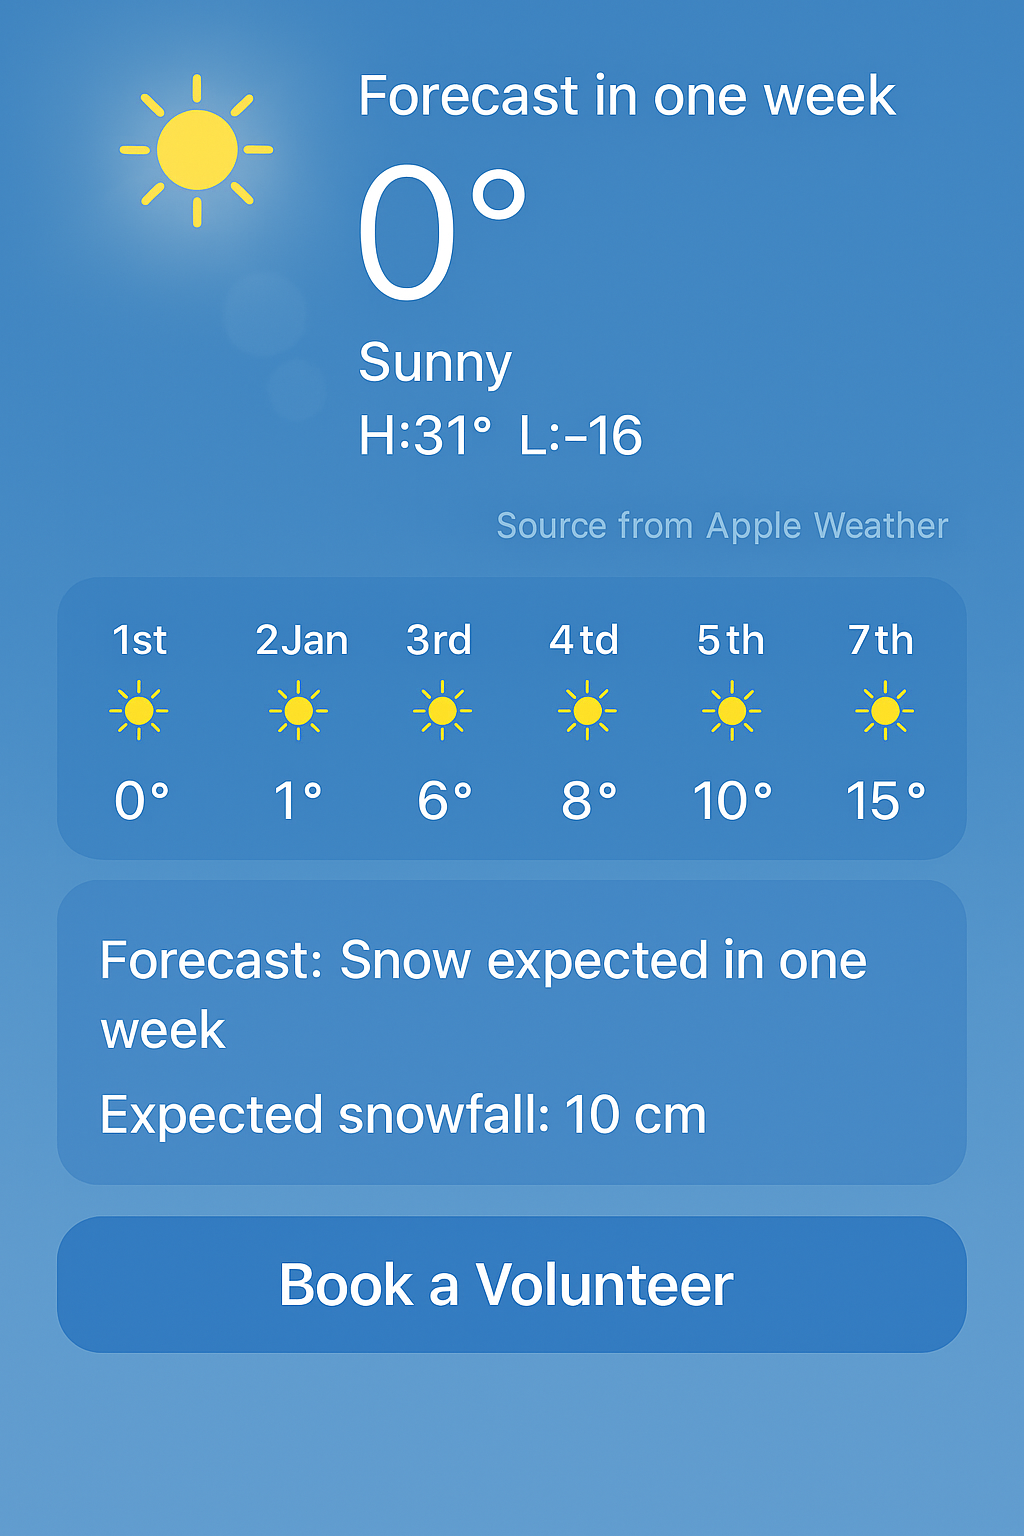 Forecast in one week
0°
Sunny
H:31° L:-16
Source from Apple Weather
1st 2Jan 3rd 4td 5th 7th
0° 1° 6° 8° 10° 15°
Forecast: Snow expected in one
week
Expected snowfall: 10 cm
Book a Volunteer